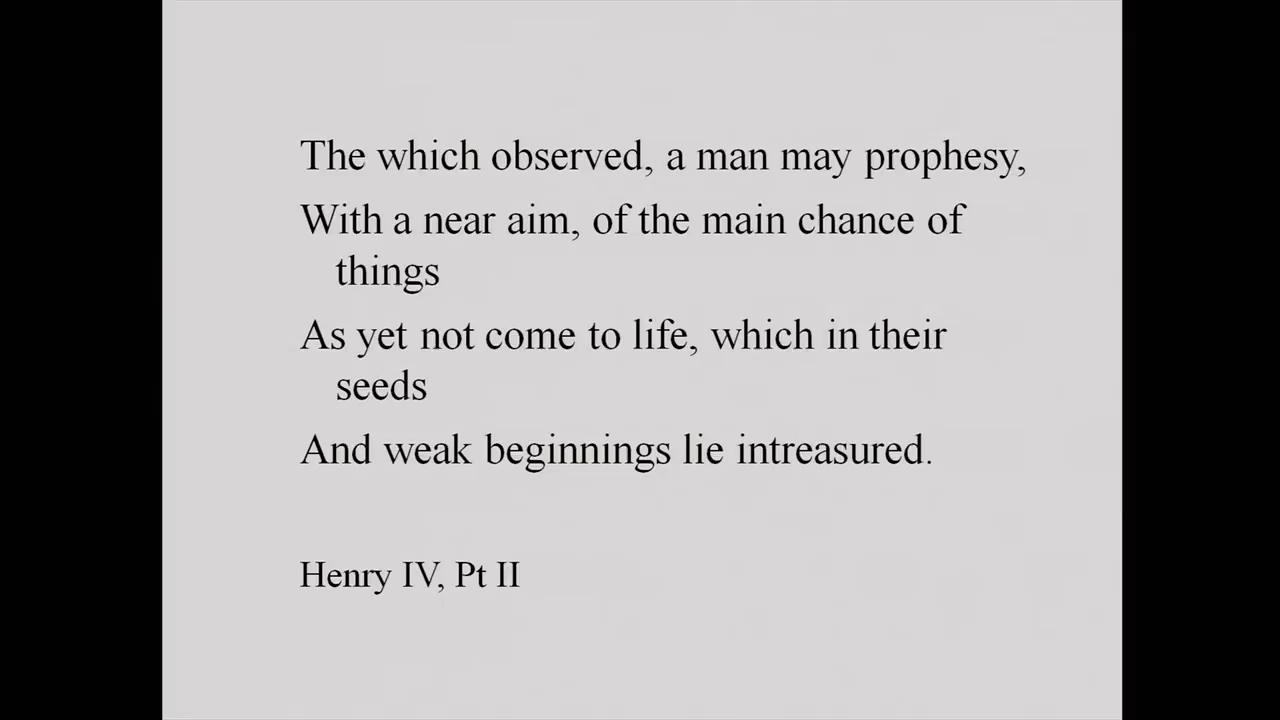 The which observed, a man may prophesy,
With a near aim, of the main chance of
things
As yet not come to life, which in their
seeds
And weak beginnings lie intreasured.
Henry IV, Pt II